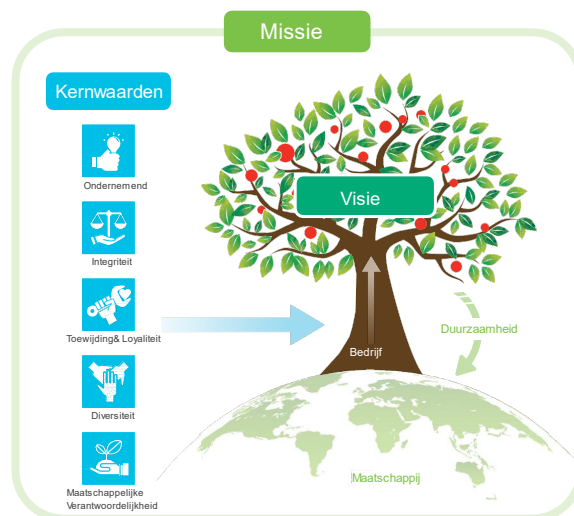 Missie
Kernwaarden
Ondernemend
Integriteit
Toewijding& Loyaliteit
Diversiteit
Maatschappelijke
Verantwoordelijkheid
Visie
Bedrijf
Duurzaamheid
Maatschappij